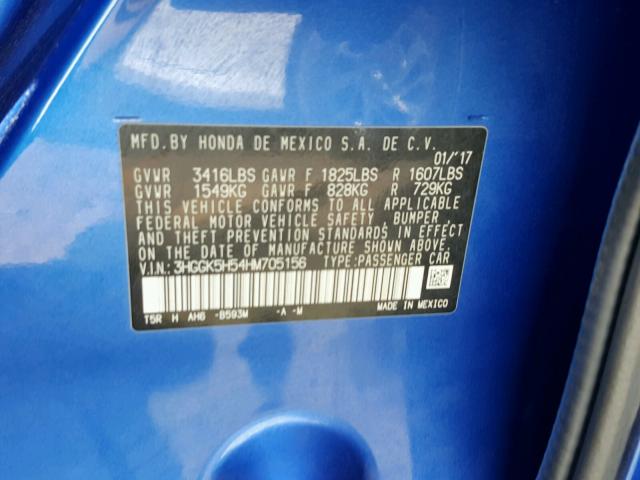 MFD.BY HONDA DE MEXICO S.A. DE C.V.
01/'17
GVWR 3416LBS GAWR F 1825LBS R 1607LBS
GVWR 1549KG GAWR F 828KG R 729KG
THIS VEHICLE CONFORMS TO ALL APPLICABLE
FEDERAL MOTOR VEHICLE SAFETY, BUMPER
AND THEFT PREVENTION STANDARDS IN EFFECT
ON THE DATE OF MANUFACTURE SHOWN ABOVE.
V.I.N: 3HGGK5H54HM705156 TYPE:PASSENGER CAR
T5R H AH6 -B593M -A -M MADE IN MEXICO